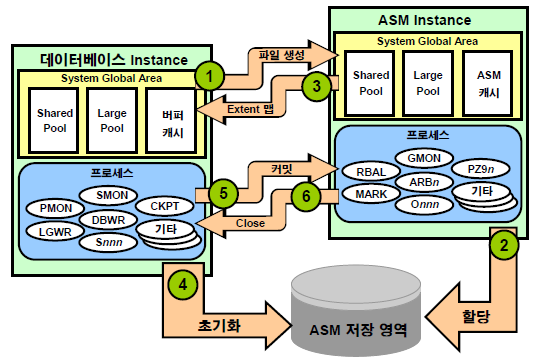 데이터베이스 Instance
System Global Area
Shared
Pool
Large
Pool
버퍼
캐시
프로세스
SMON
PMON
CKPT
DBWR
LGWR
기타
Snnn
1
파일 생성
3
Extent 맵
5
커밋
6
Close
ASM Instance
System Global Area
Shared
Pool
Large
Pool
ASM
캐시
프로세스
GMON
RBAL
PZ9n
ARBn
MARK
기타
Onnn
4
초기화
ASM 저장 영역
2
할당